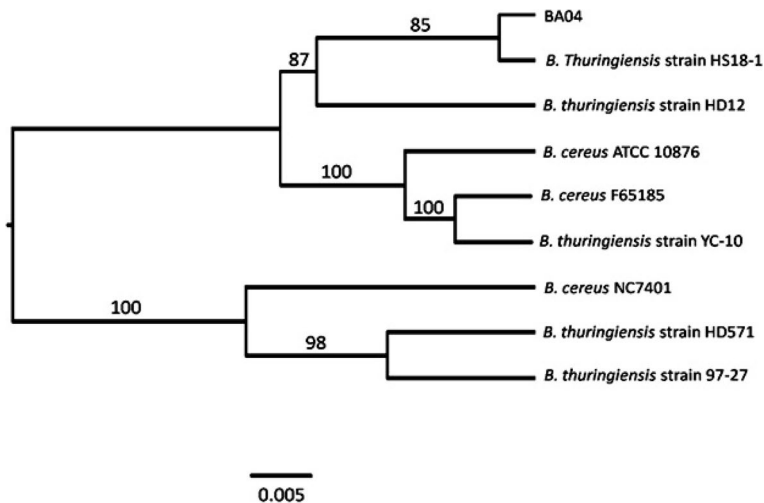 BA04
85
B. Thuringiensis strain HS18-1
87
B. thuringiensis strain HD12
B. cereus ATCC 10876
100
B. cereus F65185
100
B. thuringiensis strain YC-10
B. cereus NC7401
100
B. thuringiensis strain HD571
98
B. thuringiensis strain 97-27
0.005